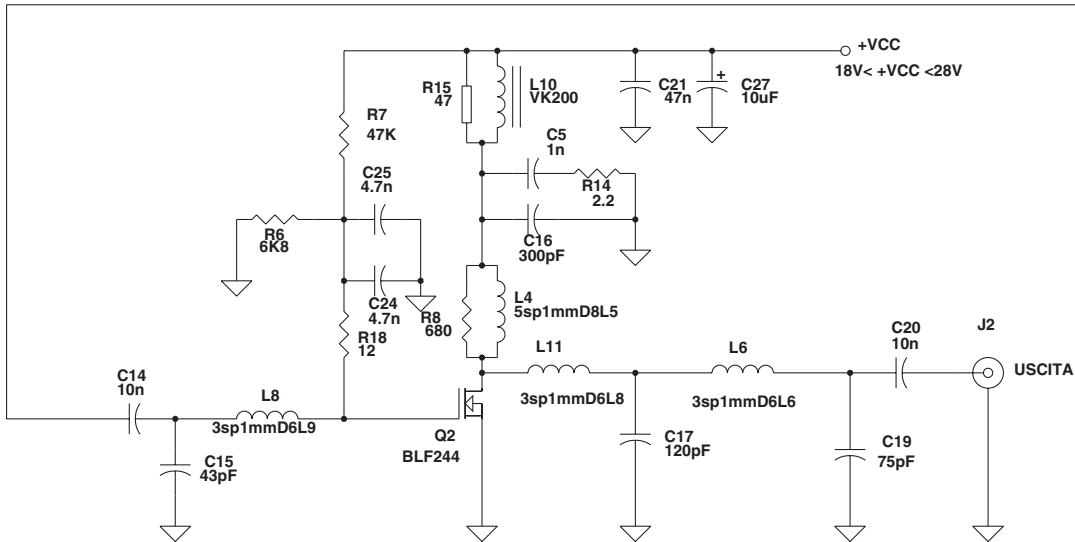 +VCC
18V< +VCC <28V
R15
47
L10
VK200
C21
47n
C27
10uF
+
R7
47K
C5
1n
C25
4.7n
R14
2.2
R6
6K8
C16
300pF
C24
4.7n
L4
5sp1mmD8L5
R8
680
R18
12
C20
10n
J2
L11
L6
USCITA
C14
10n
L8
3sp1mmD6L8
3sp1mmD6L6
3sp1mmD6L9
Q2
BLF244
C17
120pF
C19
75pF
C15
43pF